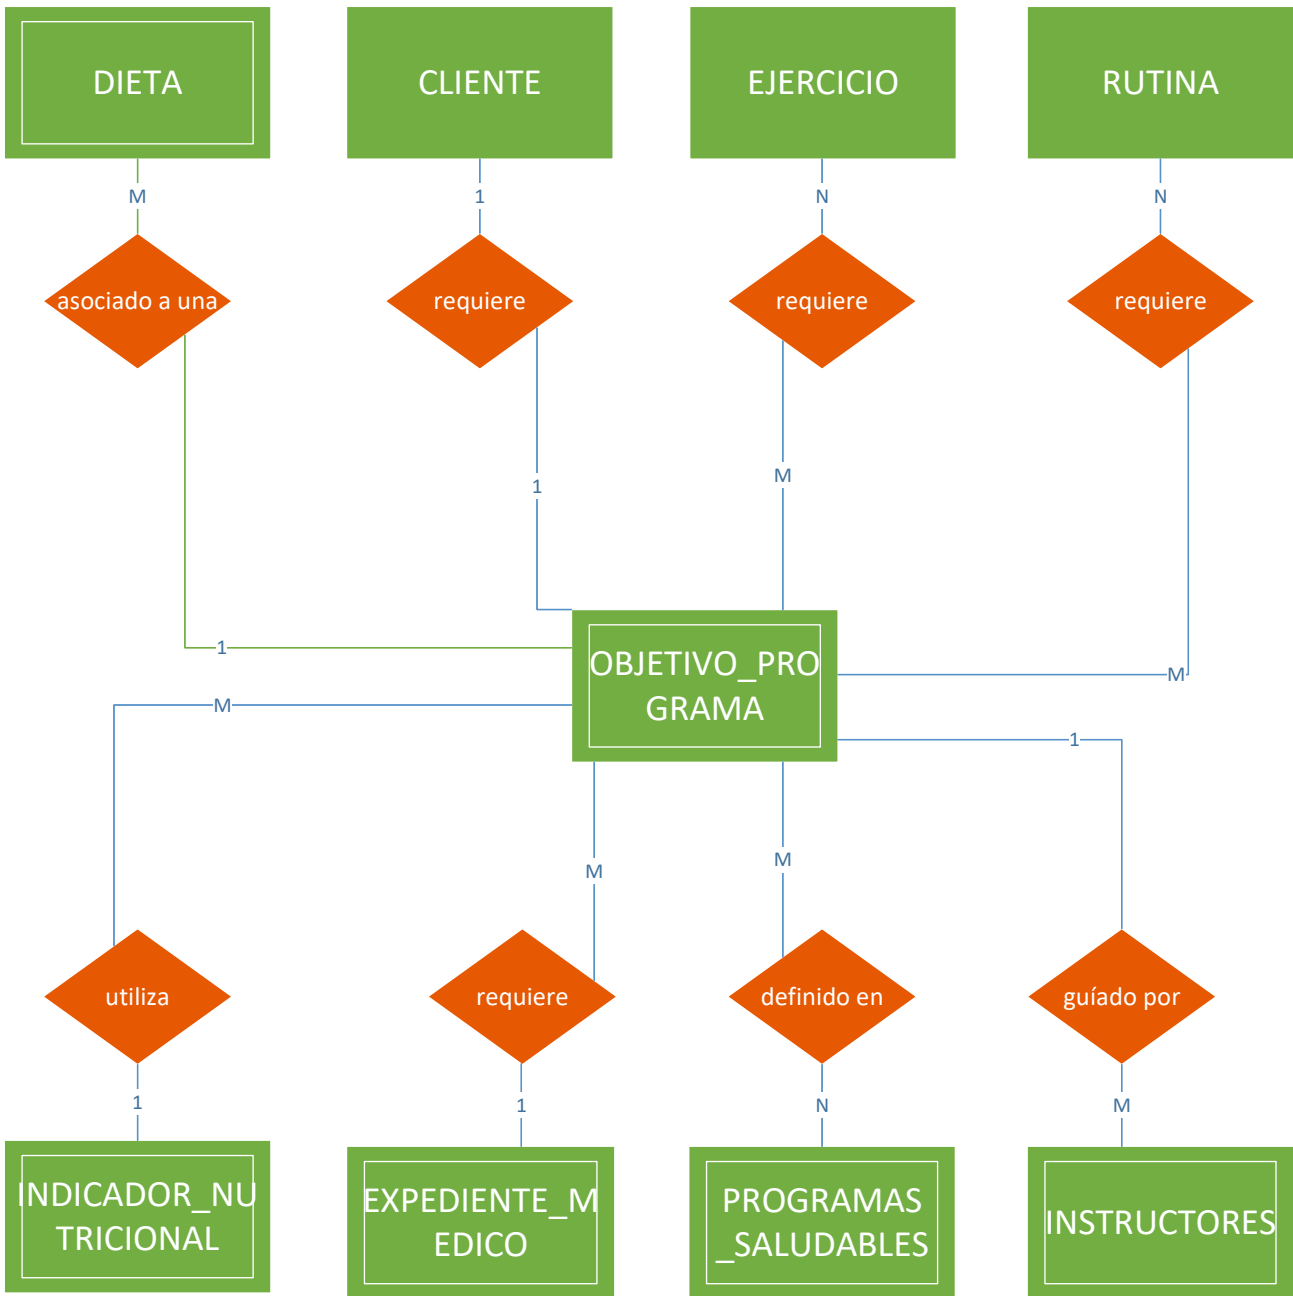 DIETA
CLIENTE
EJERCICIO
RUTINA
M
1
N
N
asociado a una
requiere
requiere
requiere
M
1
1
OBJETIVO_PRO
GRAMA
M
M
1
M
M
utiliza
requiere
definido en
guíado por
1
1
N
M
INDICADOR_NU
TRICIONAL
EXPEDIENTE_M
EDICO
PROGRAMAS
_SALUDABLES
INSTRUCTORES